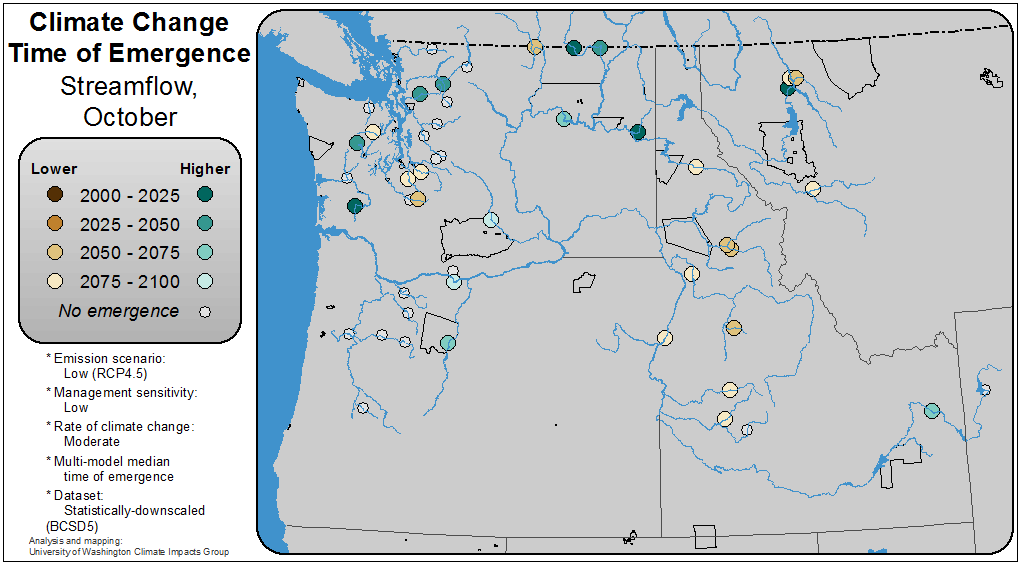 Climate Change
Time of Emergence
Streamflow,
October
Lower Higher
2000 - 2025
2025 - 2050
2050 - 2075
2075 - 2100
No emergence
* Emission scenario:
Low (RCP4.5)
* Management sensitivity:
Low
* Rate of climate change:
Moderate
* Multi-model median
time of emergence
* Dataset:
Statistically-downscaled
(BCSD5)
Analysis and mapping:
University of Washington Climate Impacts Group